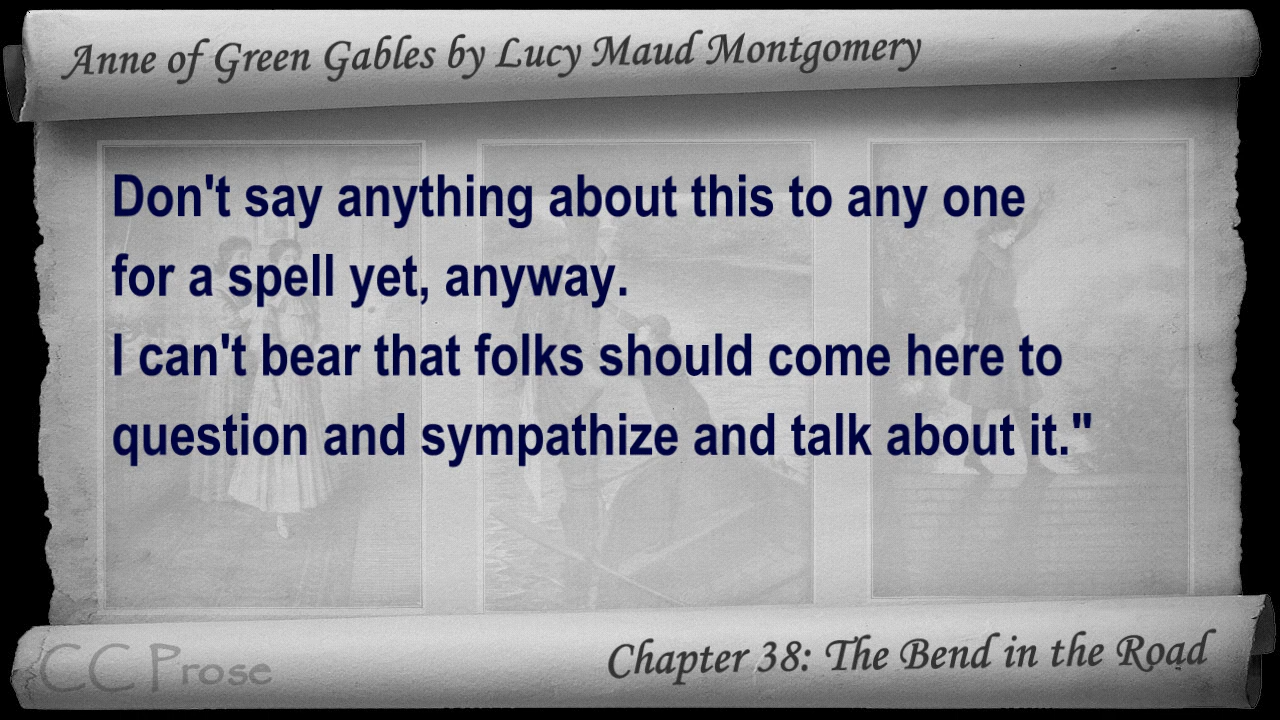 Anne of Green Gables by Lucy Maud Montgomery
Don't say anything about this to any one
for a spell yet, anyway.
I can't bear that folks should come here to
question and sympathize and talk about it."
CC Prose
Chapter 38: The Bend in the Road